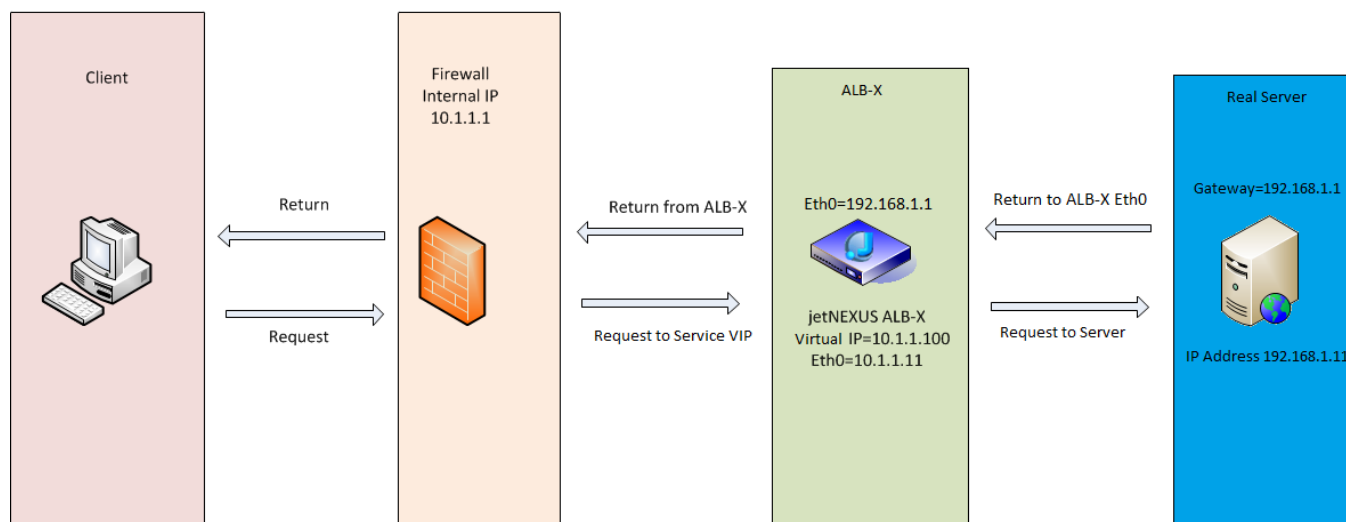 Client
Return
Request
Firewall
Internal IP
10.1.1.1
Return from ALB-X
Request to Service VIP
ALB-X
Eth0=192.168.1.1
jetNEXUS ALB-X
Virtual IP=10.1.1.100
Eth0=10.1.1.11
Return to ALB-X Eth0
Request to Server
Real Server
Gateway=192.168.1.1
IP Address 192.168.1.11